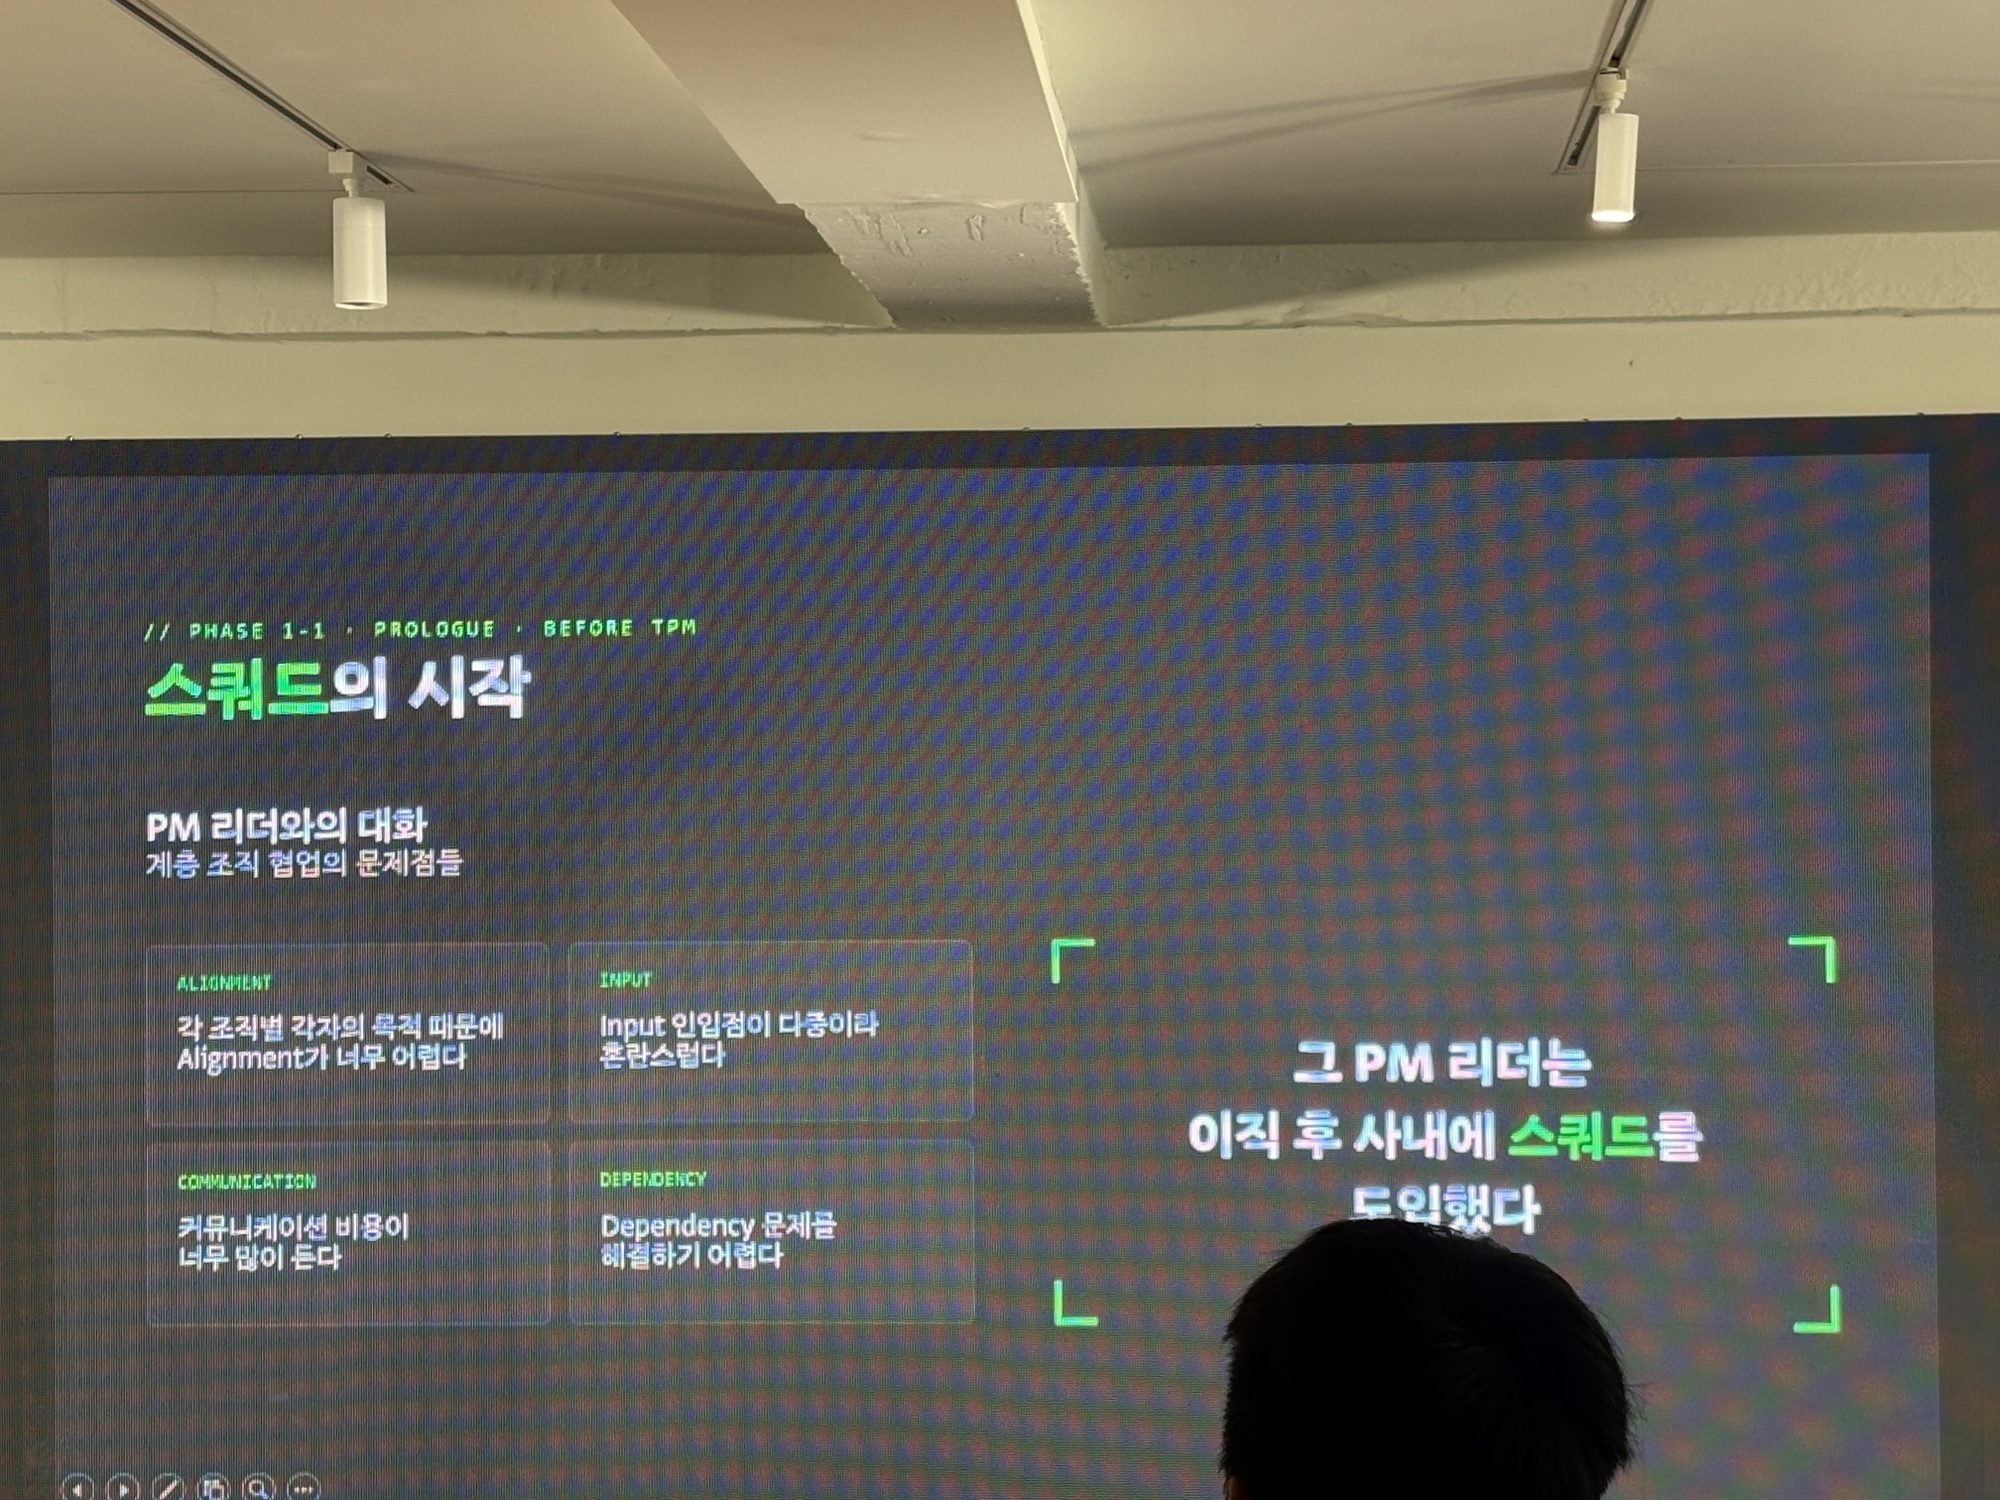 // PHASE 1-1 · PROLOGUE · BEFORE TPM
스쿼드의 시작
PM 리더와의 대화
계층 조직 협업의 문제점들
ALIGNMENT
각 조직별 각자의 목적 때문에
Alignment가 너무 어렵다
INPUT
Input 인입점이 다중이라
혼란스럽다
COMMUNICATION
커뮤니케이션 비용이
너무 많이 든다
DEPENDENCY
Dependency 문제를
해결하기 어렵다
그 PM 리더는
이직 후 사내에 스쿼드를
도입했다